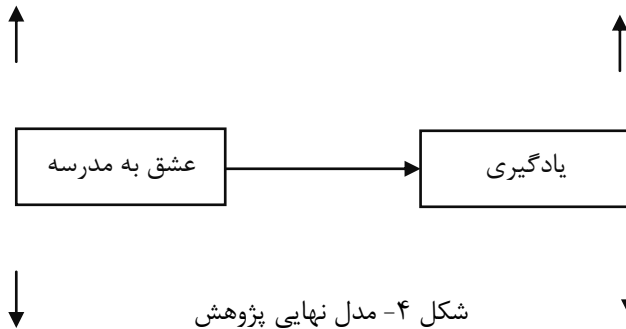 عشق به مدرسه
یادگیری
شکل ۴- مدل نهایی پژوهش